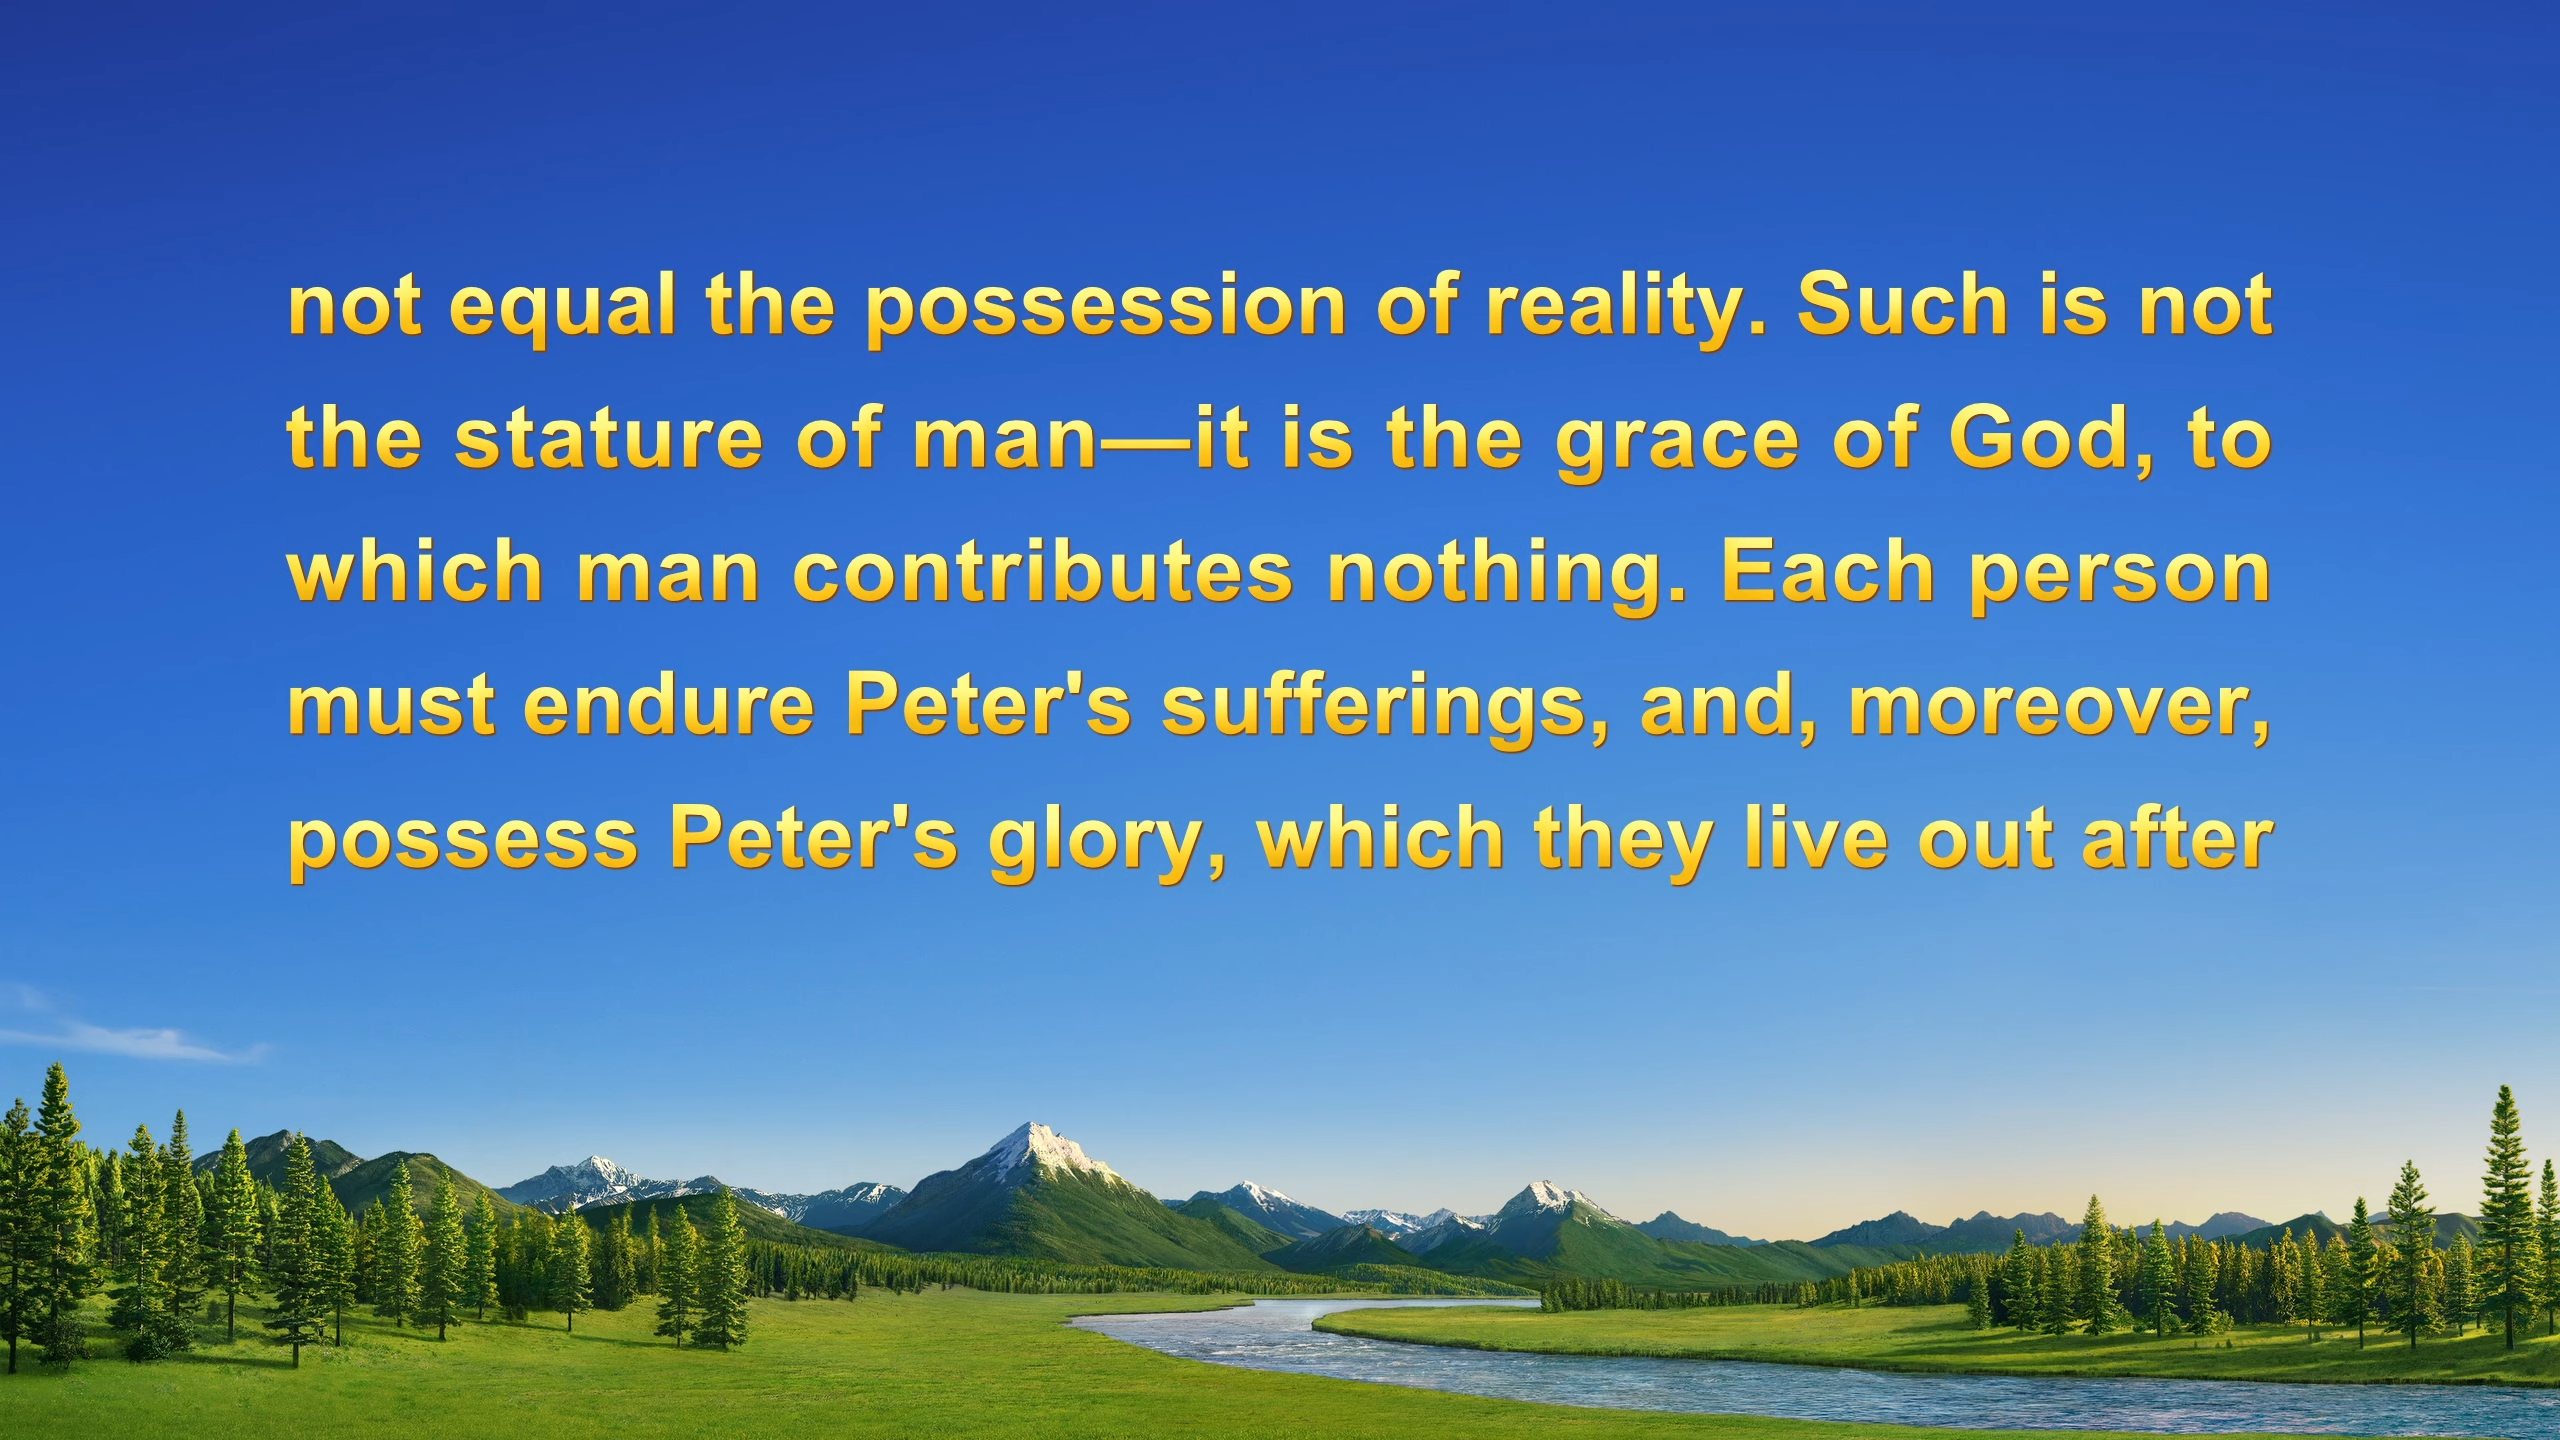 not equal the possession of reality. Such is not
the stature of man—it is the grace of God, to
which man contributes nothing. Each person
must endure Peter's sufferings, and, moreover,
possess Peter's glory, which they live out after